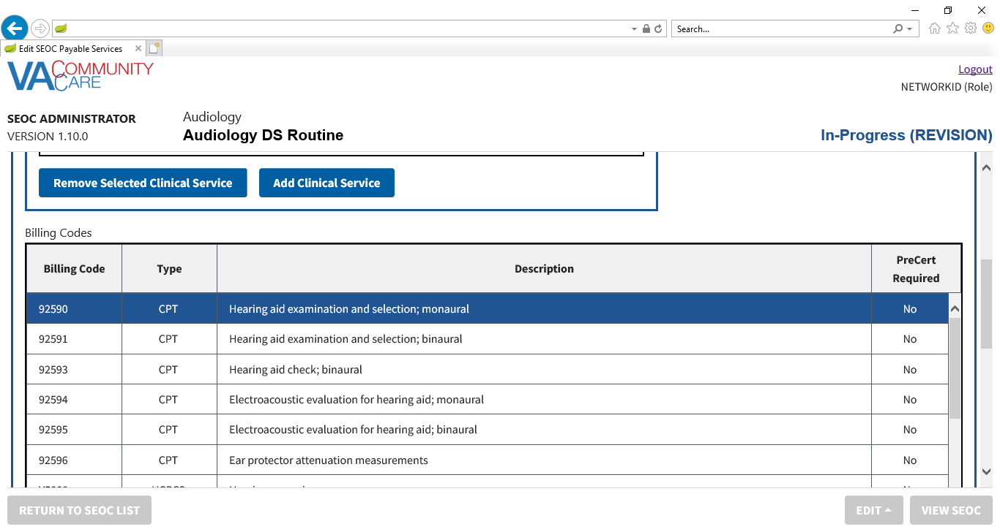 Search...
Edit SEOC Payable Services
VA COMMUNITY CARE
Logout
NETWORKID (Role)
SEOC ADMINISTRATOR
VERSION 1.10.0
Audiology
Audiology DS Routine
In-Progress (REVISION)
Remove Selected Clinical Service
Add Clinical Service
Billing Codes
Billing Code Type Description PreCert Required
92590 CPT Hearing aid examination and selection; monaural No
92591 CPT Hearing aid examination and selection; binaural No
92593 CPT Hearing aid check; binaural No
92594 CPT Electroacoustic evaluation for hearing aid; monaural No
92595 CPT Electroacoustic evaluation for hearing aid; binaural No
92596 CPT Ear protector attenuation measurements No
RETURN TO SEOC LIST
EDIT
VIEW SEOC